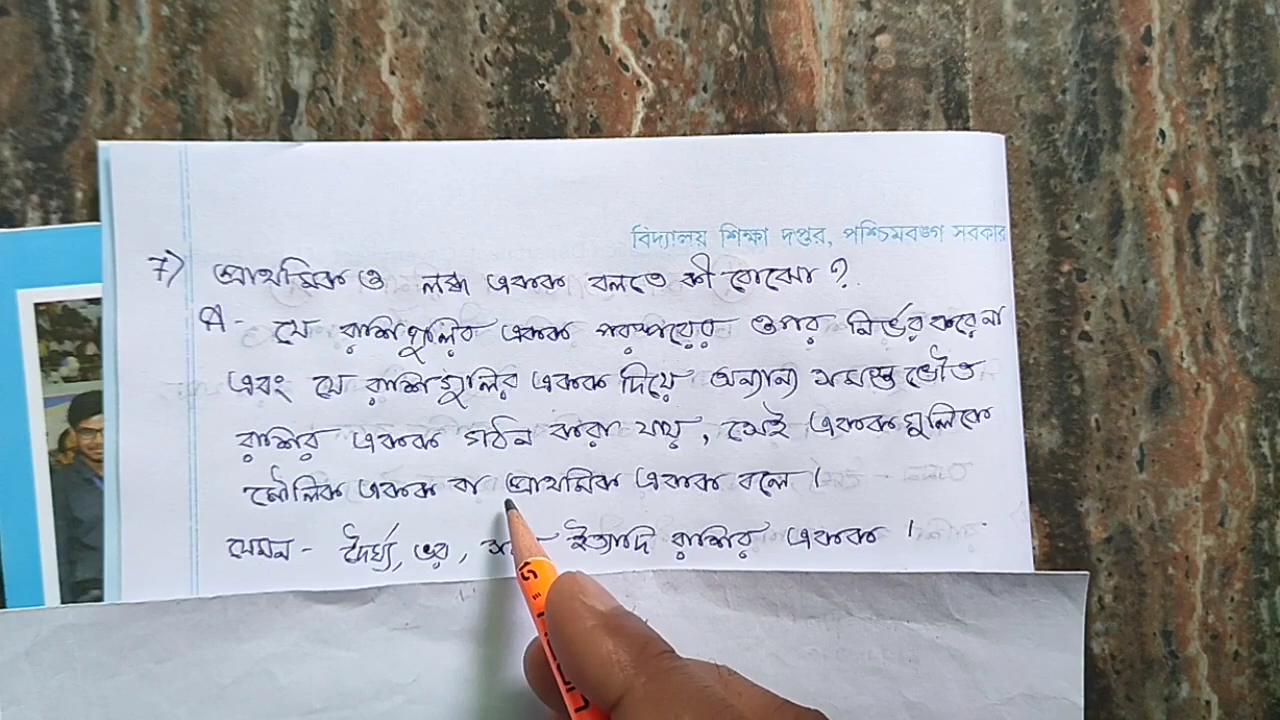 বিদ্যালয় শিক্ষা দপ্তর, পশ্চিমবঙ্গ সরকার
7) প্রাথমিক ও লব্ধ একক বলতে কী বোঝো ?
A - যে রাশিগুলির একক পরস্পরের ওপর নির্ভর করে না
এবং যে রাশিগুলির একক দিয়ে অন্যান্য সমস্ত ভৌত
রাশির একক গঠন করা যায়, সেই এককগুলিকে
মৌলিক একক বা প্রাথমিক একক বলে ।
যেমন - দৈর্ঘ্য, ভর, ইত্যাদি রাশির একক ।